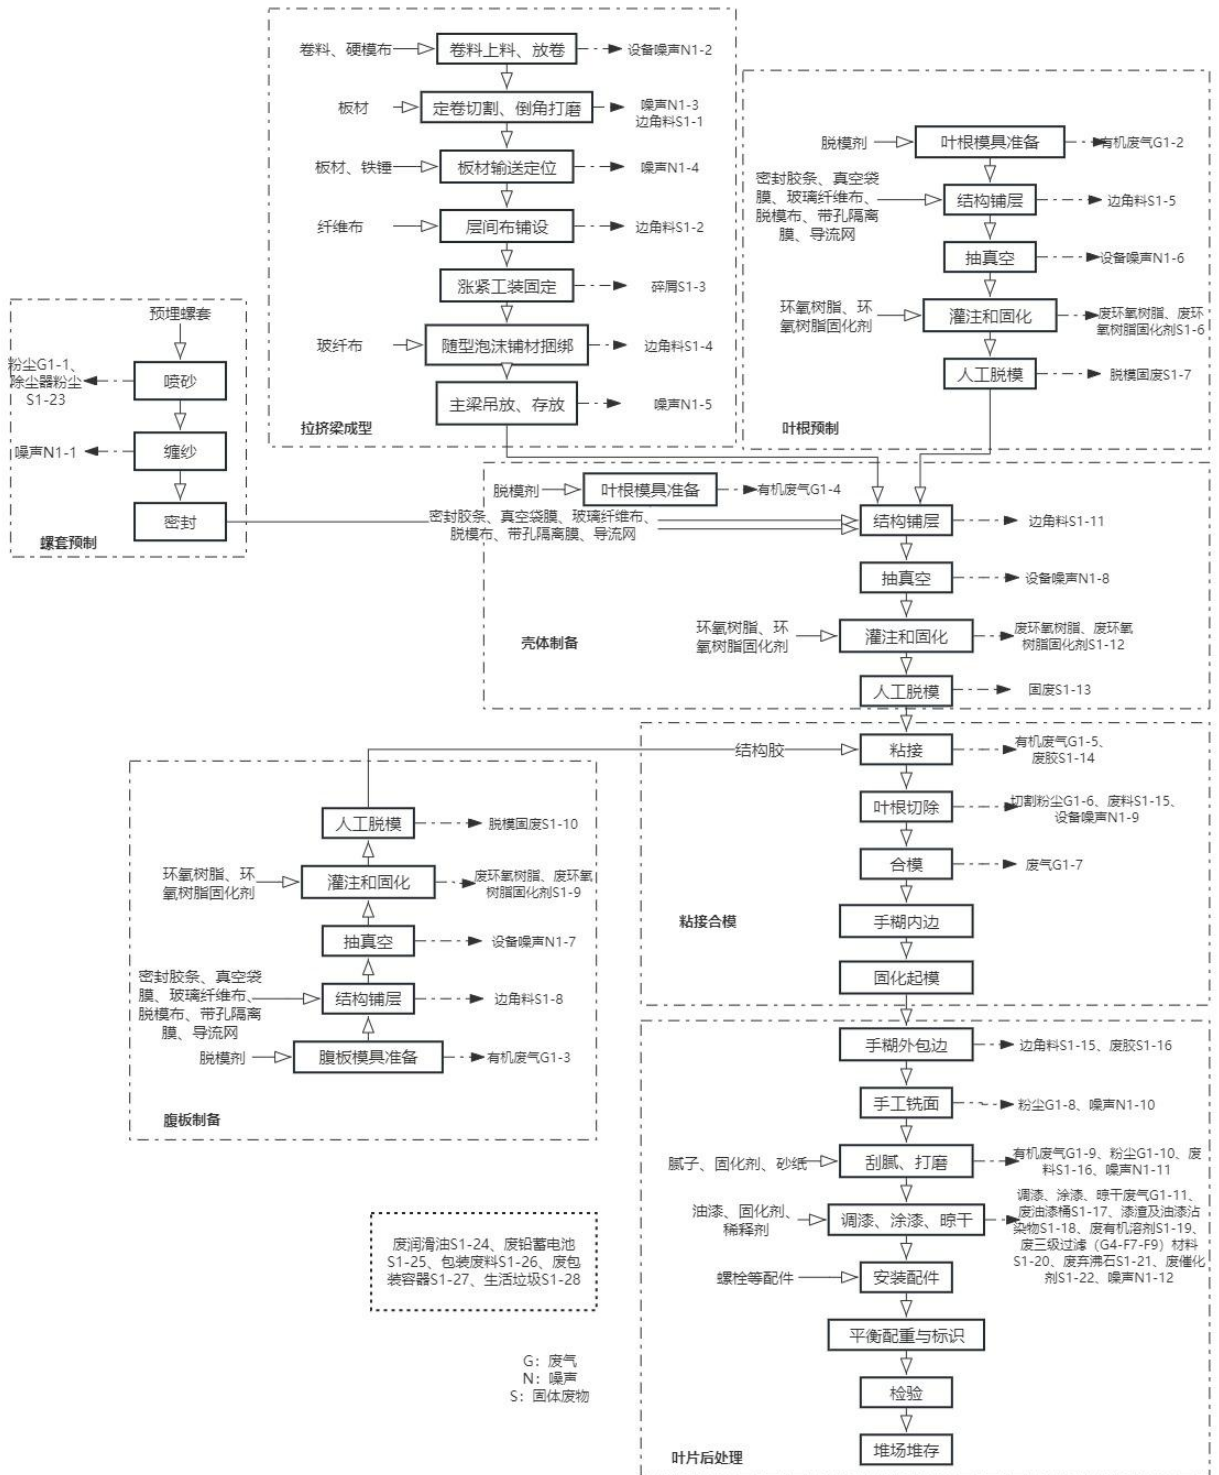 卷料、硬模布
卷料上料、放卷
设备噪声N1-2
板材
定卷切割、倒角打磨
噪声N1-3
边角料S1-1
板材、铁锤
板材输送定位
噪声N1-4
纤维布
层间布铺设
边角料S1-2
涨紧工装固定
碎屑S1-3
玻纤布
随型泡沫铺材捆绑
边角料S1-4
主梁吊放、存放
噪声N1-5
拉挤梁成型
脱模剂
叶根模具准备
有机废气G1-2
密封胶条、真空袋
膜、玻璃纤维布、
脱模布、带孔隔离
膜、导流网
结构铺层
边角料S1-5
抽真空
设备噪声N1-6
环氧树脂、环
氧树脂固化剂
灌注和固化
废环氧树脂、废环
氧树脂固化剂S1-6
人工脱模
脱模固废S1-7
叶根预制
预埋螺套
粉尘G1-1、
除尘器粉尘
S1-23
喷砂
噪声N1-1
缠纱
密封
螺套预制
脱模剂
叶根模具准备
有机废气G1-4
密封胶条、真空袋膜、玻璃纤维布、
脱模布、带孔隔离膜、导流网
结构铺层
边角料S1-11
抽真空
设备噪声N1-8
环氧树脂、环
氧树脂固化剂
灌注和固化
废环氧树脂、废环氧
树脂固化剂S1-12
人工脱模
固废S1-13
壳体制备
结构胶
粘接
有机废气G1-5、
废胶S1-14
叶根切除
切割粉尘G1-6、废料S1-15、
设备噪声N1-9
合模
废气G1-7
手糊内边
固化起模
粘接合模
人工脱模
脱模固废S1-10
环氧树脂、环
氧树脂固化剂
灌注和固化
废环氧树脂、废环氧
树脂固化剂S1-9
抽真空
设备噪声N1-7
密封胶条、真空袋
膜、玻璃纤维布、
脱模布、带孔隔离
膜、导流网
结构铺层
边角料S1-8
脱模剂
腹板模具准备
有机废气G1-3
腹板制备
手糊外包边
边角料S1-15、废胶S1-16
手工铣面
粉尘G1-8、噪声N1-10
腻子、固化剂、砂纸
刮腻、打磨
有机废气G1-9、粉尘G1-10、废
料S1-16、噪声N1-11
油漆、固化剂、
稀释剂
调漆、涂漆、晾干
调漆、涂漆、晾干废气G1-11、
废油漆桶S1-17、漆渣及油漆沾
染物S1-18、废有机溶剂S1-19、
废三级过滤（G4-F7-F9）材料
S1-20、废弃沸石S1-21、废催化
剂S1-22、噪声N1-12
螺栓等配件
安装配件
平衡配重与标识
检验
堆场堆存
叶片后处理
废润滑油S1-24、废铅蓄电池
S1-25、包装废料S1-26、废包
装容器S1-27、生活垃圾S1-28
G：废气
N：噪声
S：固体废物